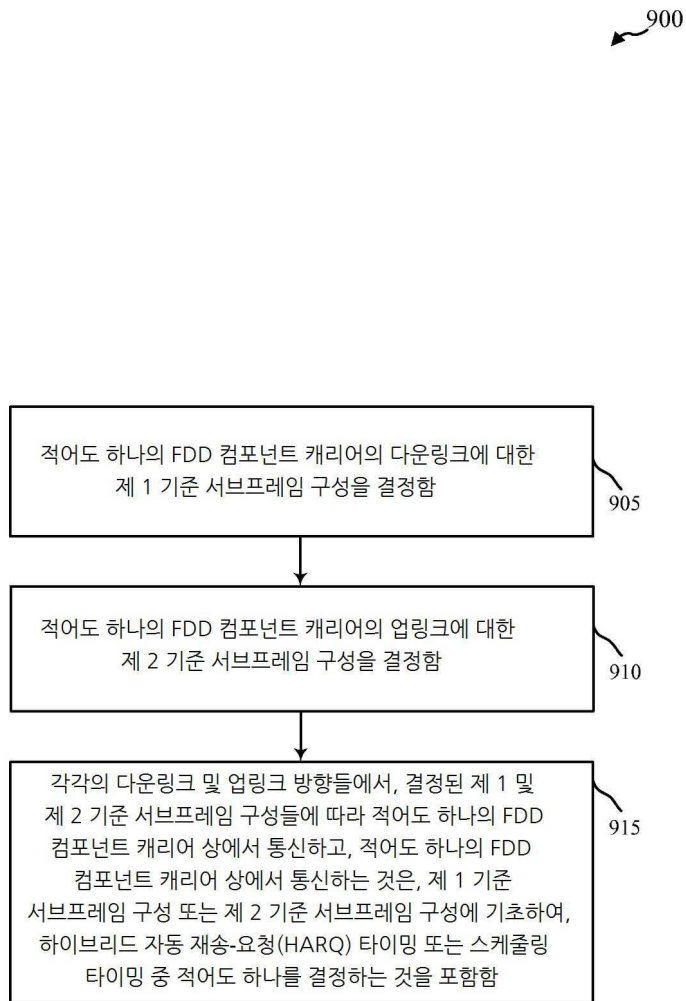 900
적어도 하나의 FDD 컴포넌트 캐리어의 다운링크에 대한
제 1 기준 서브프레임 구성을 결정함
905
적어도 하나의 FDD 컴포넌트 캐리어의 업링크에 대한
제 2 기준 서브프레임 구성을 결정함
910
각각의 다운링크 및 업링크 방향들에서, 결정된 제 1 및
제 2 기준 서브프레임 구성들에 따라 적어도 하나의 FDD
컴포넌트 캐리어 상에서 통신하고, 적어도 하나의 FDD
컴포넌트 캐리어 상에서 통신하는 것은, 제 1 기준
서브프레임 구성 또는 제 2 기준 서브프레임 구성에 기초하여,
하이브리드 자동 재송-요청(HARQ) 타이밍 또는 스케줄링
타이밍 중 적어도 하나를 결정하는 것을 포함함
915